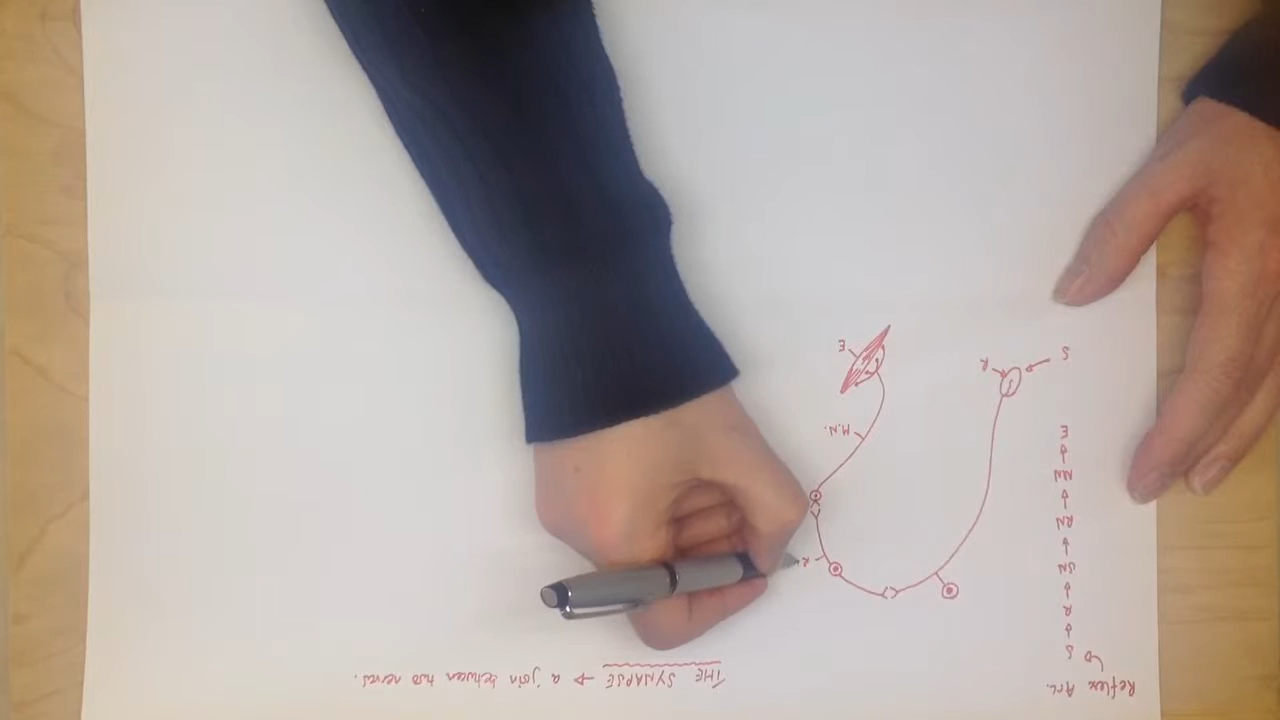 Reflex Arc.
THE SYNAPSE → a join between two nerves.
S
↓
R
↓
SN
↓
RN
↓
MN
↓
E
R
M.N.
S
R
E